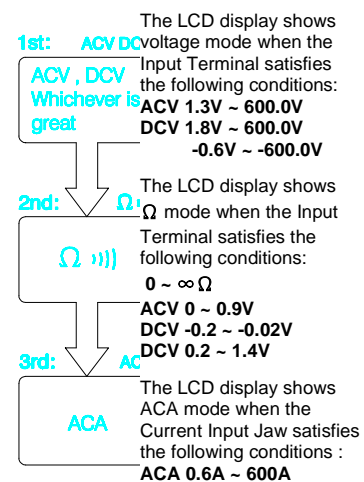 The LCD display shows
1st: ACV DC voltage mode when the
Input Terminal satisfies
ACV , DCV the following conditions:
Whichever is ACV 1.3V ~ 600.0V
great DCV 1.8V ~ 600.0V
-0.6V ~ -600.0V
The LCD display shows
2nd: Ω Ω mode when the Input
Terminal satisfies the
Ω following conditions:
0 ~ ∞ Ω
ACV 0 ~ 0.9V
DCV -0.2 ~ -0.02V
3rd: AC DCV 0.2 ~ 1.4V
The LCD display shows
ACA mode when the
ACA Current Input Jaw satisfies
the following conditions :
ACA 0.6A ~ 600A